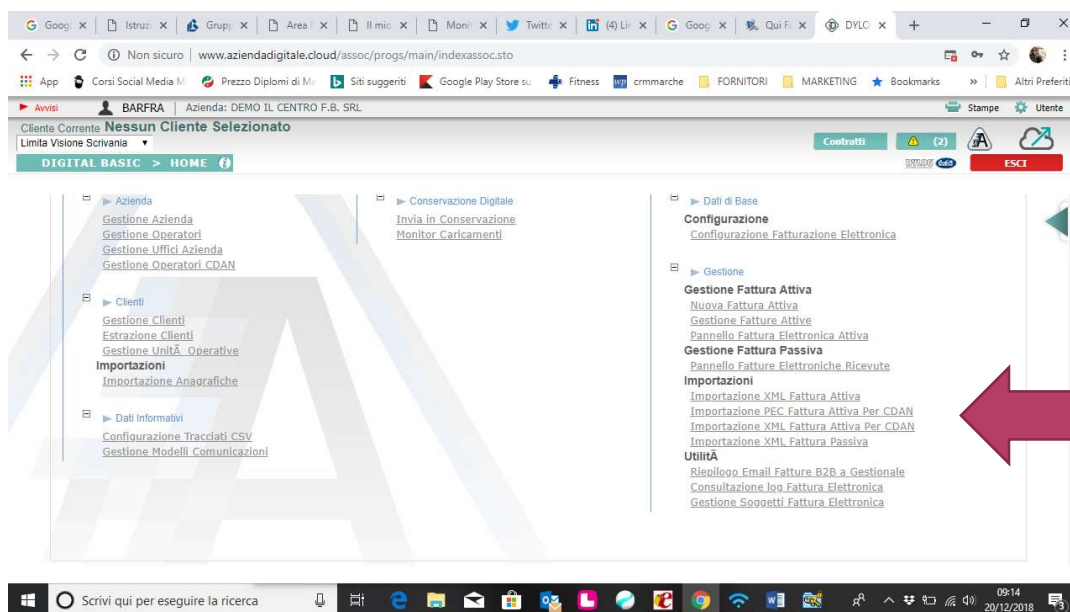 Goog
Istruz
Grupp
Area
Il mio
Monit
Twitte
(4) Lin
Goog
Qui F
DYLO
Non sicuro | www.aziendadigitale.cloud/assoc/progs/main/indexassoc.sto
App
Corsi Social Media M
Prezzo Diplomi di Ma
Siti suggeriti
Google Play Store su
Fitness
wp crmmarche
FORNITORI
MARKETING
Bookmarks
»
Altri Preferiti
Avvisi
BARFRA | Azienda: DEMO IL CENTRO F.B. SRL
Stampe
Utente
Cliente Corrente Nessun Cliente Selezionato
Limita Visione Scrivania
Contratti
(2)
DIGITAL BASIC > HOME
ESCI
Azienda
Gestione Azienda
Gestione Operatori
Gestione Uffici Azienda
Gestione Operatori CDAN
Clienti
Gestione Clienti
Estrazione Clienti
Gestione UnitÃ Operative
Importazioni
Importazione Anagrafiche
Dati Informativi
Configurazione Tracciati CSV
Gestione Modelli Comunicazioni
Conservazione Digitale
Invia in Conservazione
Monitor Caricamenti
Dati di Base
Configurazione
Configurazione Fatturazione Elettronica
Gestione
Gestione Fattura Attiva
Nuova Fattura Attiva
Gestione Fatture Attive
Pannello Fattura Elettronica Attiva
Gestione Fattura Passiva
Pannello Fatture Elettroniche Ricevute
Importazioni
Importazione XML Fattura Attiva
Importazione PEC Fattura Attiva Per CDAN
Importazione XML Fattura Attiva Per CDAN
Importazione XML Fattura Passiva
UtilitÃ
Riepilogo Email Fatture B2B a Gestionale
Consultazione log Fattura Elettronica
Gestione Soggetti Fattura Elettronica
Scrivi qui per eseguire la ricerca
09:14
20/12/2018